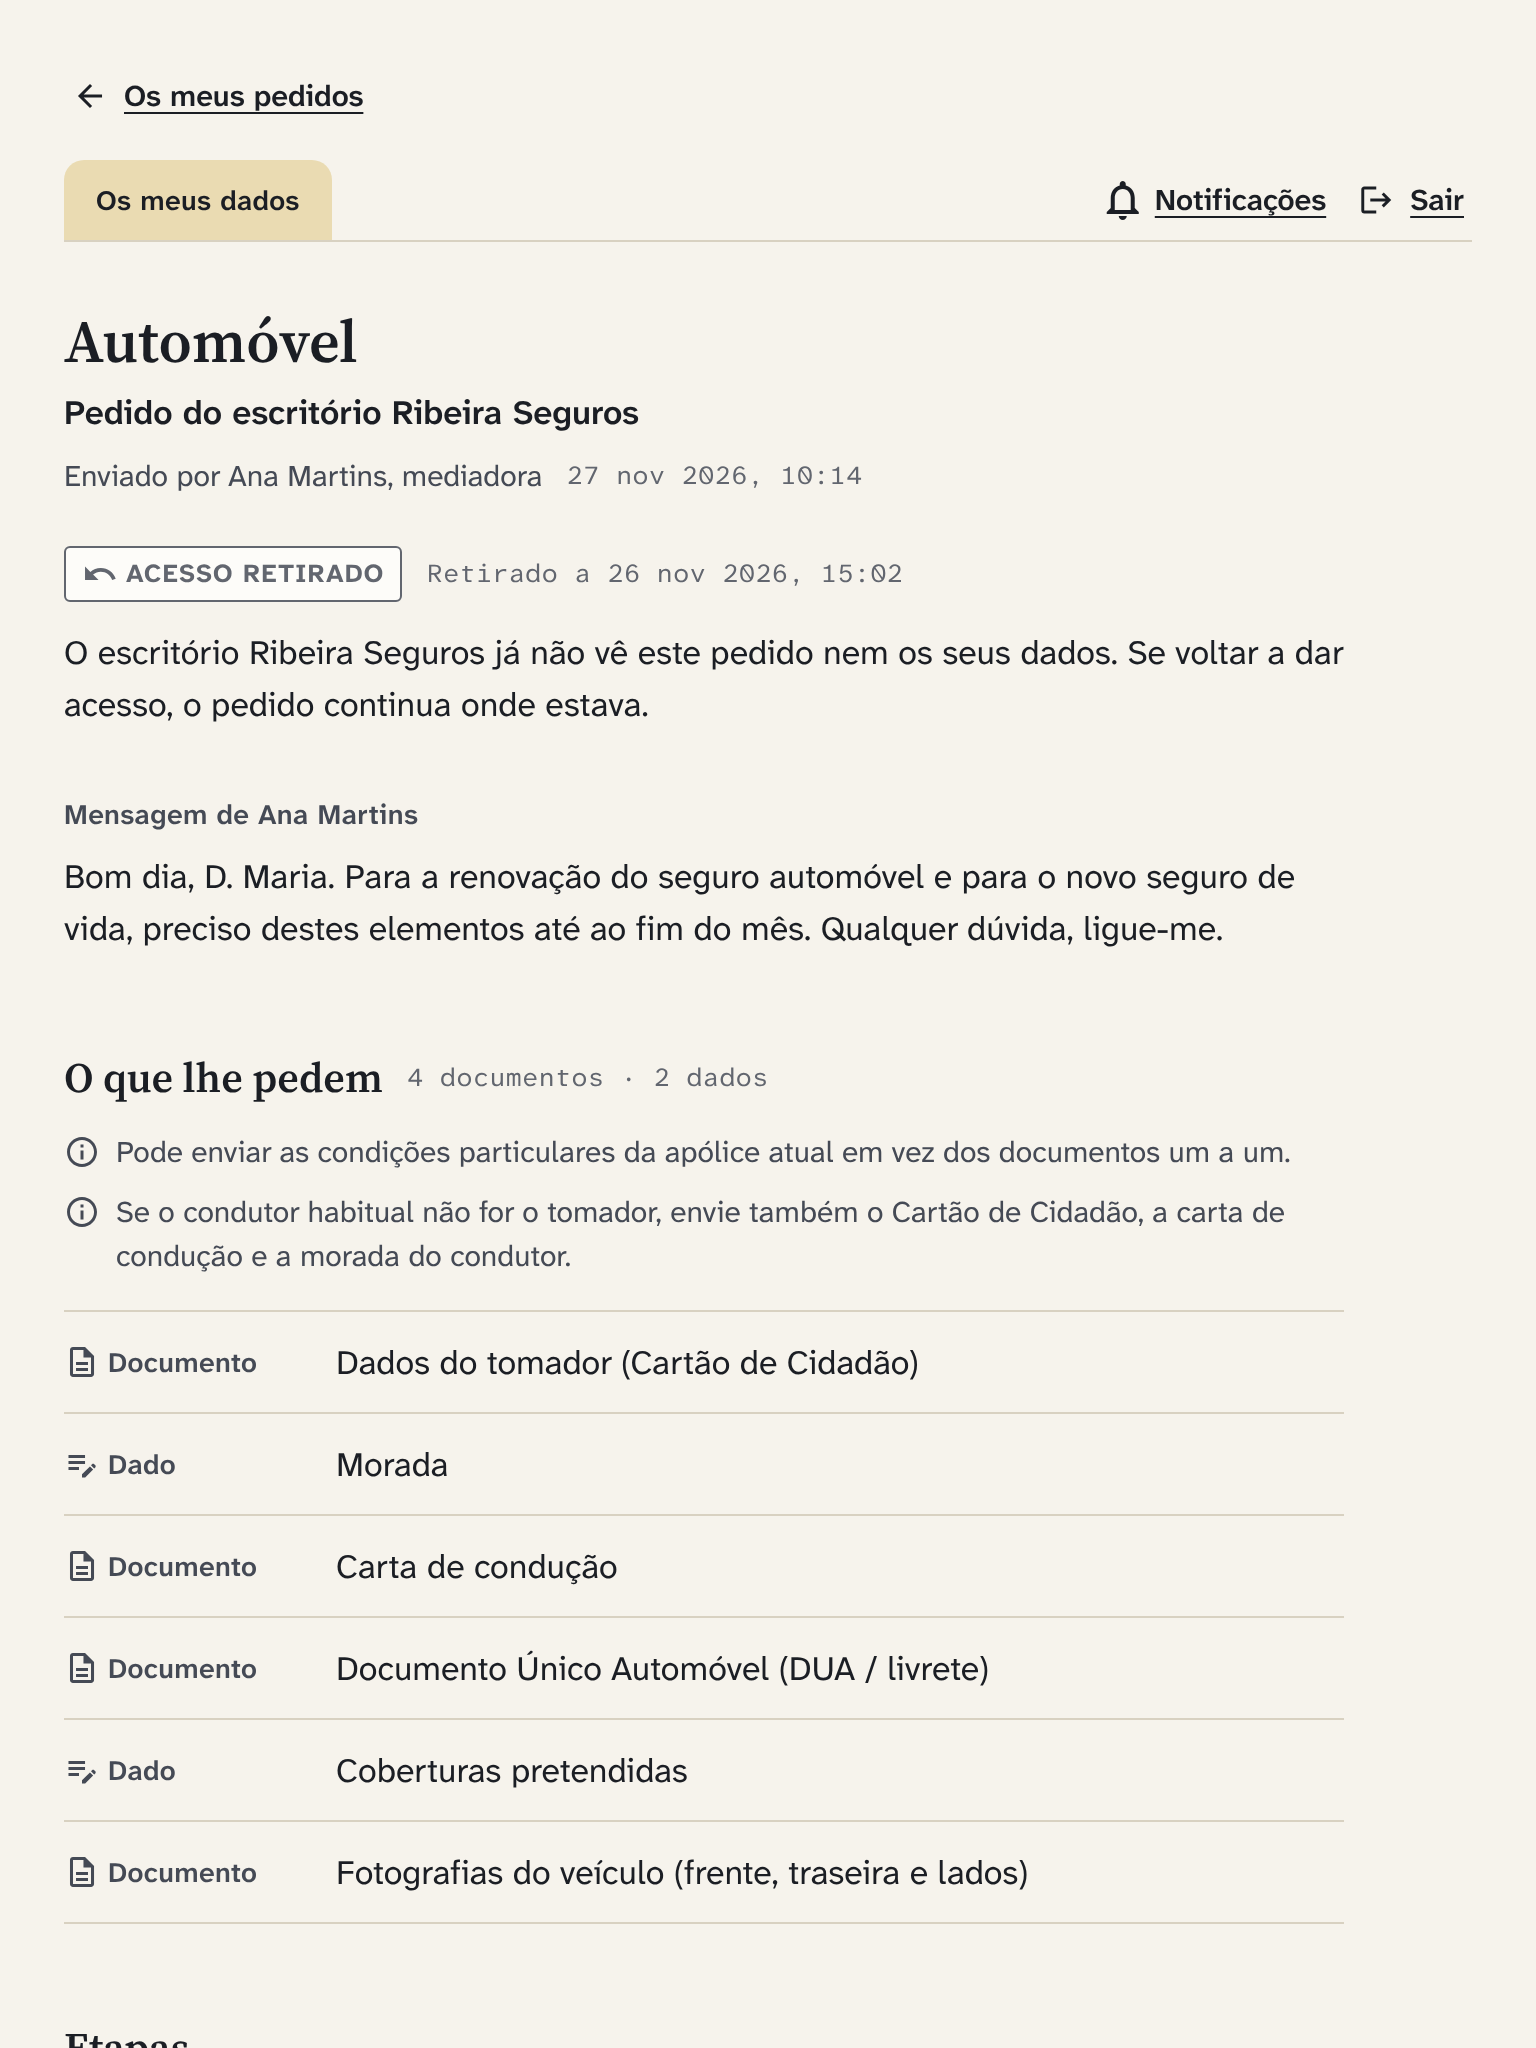 Os meus pedidos
Os meus dados
Notificações
Sair
Automóvel
Pedido do escritório Ribeira Seguros
Enviado por Ana Martins, mediadora 27 nov 2026, 10:14
ACESSO RETIRADO Retirado a 26 nov 2026, 15:02
O escritório Ribeira Seguros já não vê este pedido nem os seus dados. Se voltar a dar
acesso, o pedido continua onde estava.
Mensagem de Ana Martins
Bom dia, D. Maria. Para a renovação do seguro automóvel e para o novo seguro de
vida, preciso destes elementos até ao fim do mês. Qualquer dúvida, ligue-me.
O que lhe pedem 4 documentos · 2 dados
Pode enviar as condições particulares da apólice atual em vez dos documentos um a um.
Se o condutor habitual não for o tomador, envie também o Cartão de Cidadão, a carta de
condução e a morada do condutor.
Documento Dados do tomador (Cartão de Cidadão)
Dado Morada
Documento Carta de condução
Documento Documento Único Automóvel (DUA / livrete)
Dado Coberturas pretendidas
Documento Fotografias do veículo (frente, traseira e lados)
Etapas